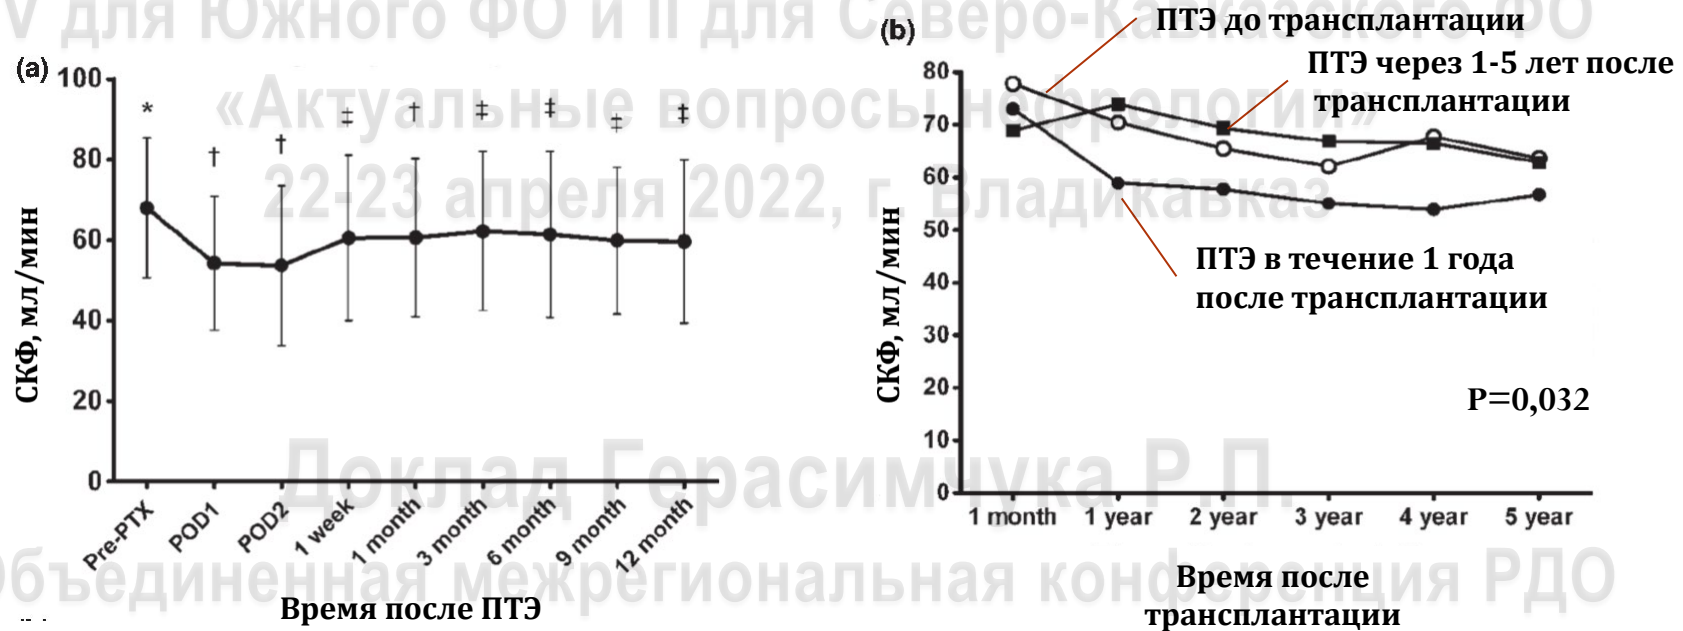 V для Южного ФО и II для Северо-Кавказского ФО
«Актуальные вопросы нефрологии»
22-23 апреля 2022, г. Владикавказ
Доклад Герасимчука Р.П.
Объединенная межрегиональная конференция РДО
(a)
СКФ, мл/мин
100
80
60
40
20
0
* † † ‡ † ‡ ‡ ‡ ‡
Pre-PTX
POD1
POD2
1 week
1 month
3 month
6 month
9 month
12 month
Время после ПТЭ
(b)
ПТЭ до трансплантации
ПТЭ через 1-5 лет после
трансплантации
СКФ, мл/мин
80
70
60
50
40
30
20
10
0
ПТЭ в течение 1 года
после трансплантации
P=0,032
1 month 1 year 2 year 3 year 4 year 5 year
Время после
трансплантации